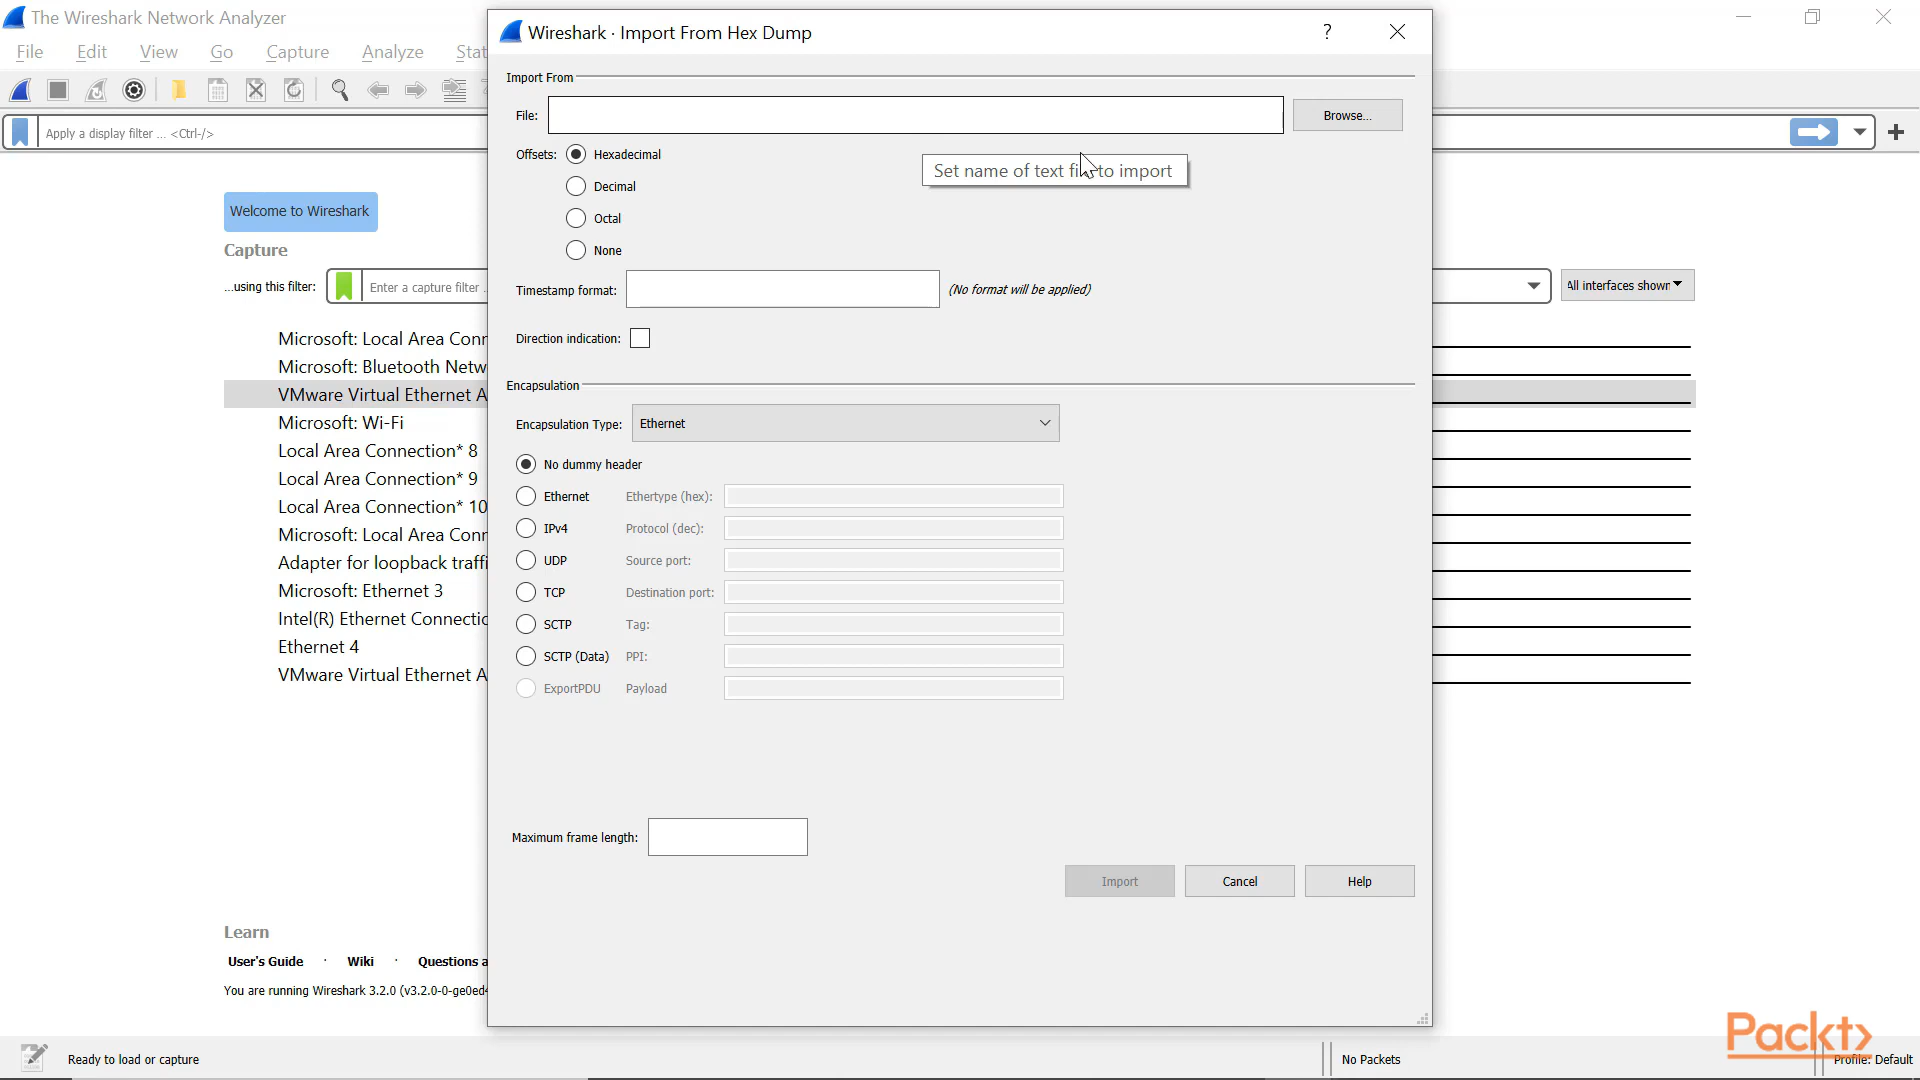 The Wireshark Network Analyzer
File Edit View Go Capture Analyze Stat
Apply a display filter ... <Ctrl-/>
Welcome to Wireshark
Capture
...using this filter: Enter a capture filter ..
All interfaces shown
Microsoft: Local Area Conn
Microsoft: Bluetooth Netw
VMware Virtual Ethernet A
Microsoft: Wi-Fi
Local Area Connection* 8
Local Area Connection* 9
Local Area Connection* 10
Microsoft: Local Area Conn
Adapter for loopback traffi
Microsoft: Ethernet 3
Intel(R) Ethernet Connectio
Ethernet 4
VMware Virtual Ethernet A
Learn
User's Guide · Wiki · Questions a
You are running Wireshark 3.2.0 (v3.2.0-0-ge0ed4
Ready to load or capture
No Packets
Profile: Default
Wireshark · Import From Hex Dump
?
Import From
File:
Browse...
Offsets: Hexadecimal
Set name of text to import
Decimal
Octal
None
Timestamp format: (No format will be applied)
Direction indication:
Encapsulation
Encapsulation Type: Ethernet
No dummy header
Ethernet Ethertype (hex):
IPv4 Protocol (dec):
UDP Source port:
TCP Destination port:
SCTP Tag:
SCTP (Data) PPI:
ExportPDU Payload
Maximum frame length:
Import Cancel Help
Packt>